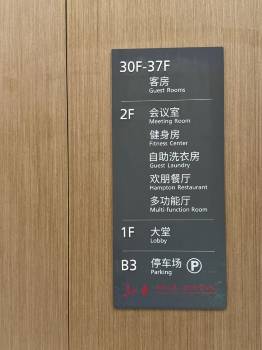 30F-37F
客房
Guest Rooms
2F 会议室
Meeting Room
健身房
Fitness Center
自助洗衣房
Guest Laundry
欢朋餐厅
Hampton Restaurant
多功能厅
Multi-function Room
1F 大堂
Lobby
B3 停车场 P
Parking